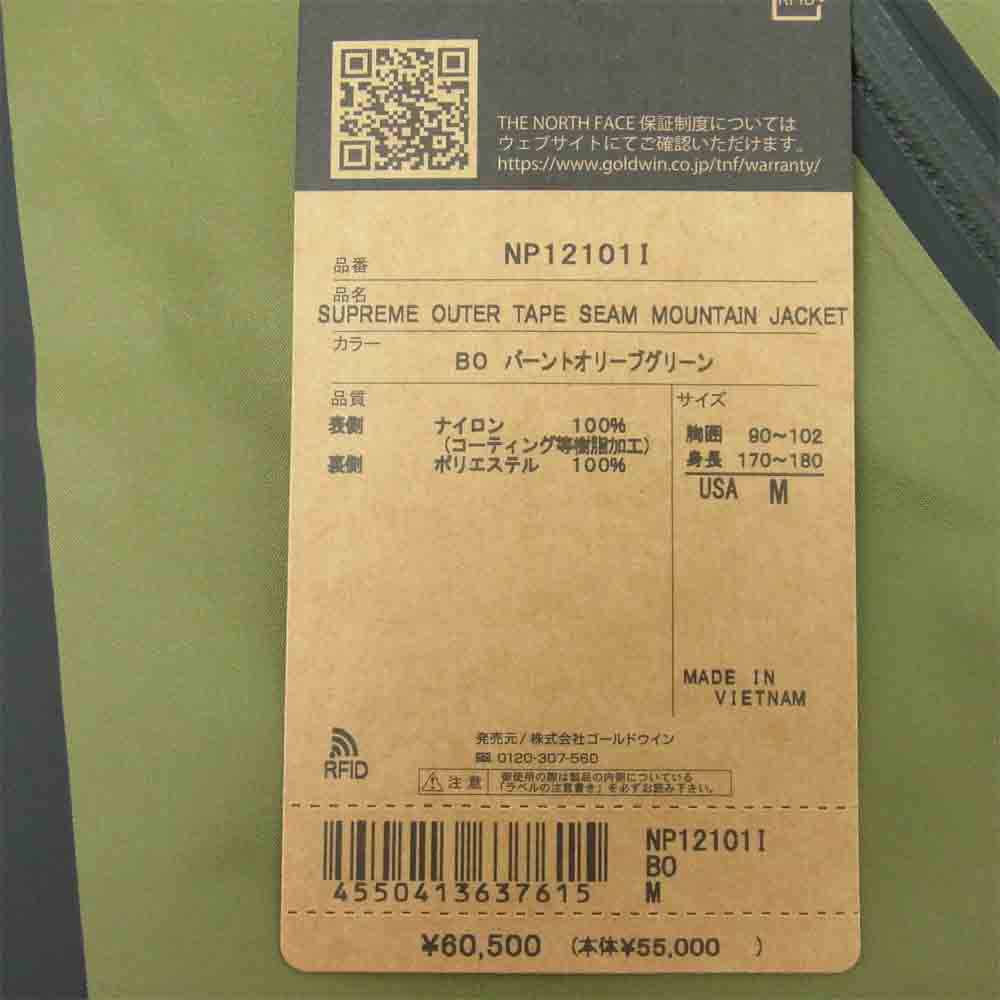 RFID
THE NORTH FACE 保証制度については
ウェブサイトにてご確認いただけます。
https://www.goldwin.co.jp/tnf/warranty/
品番 NP12101I
品名
SUPREME OUTER TAPE SEAM MOUNTAIN JACKET
カラー
BO バーントオリーブグリーン
品質
表側 ナイロン 100%
(コーティング等樹脂加工)
裏側 ポリエステル 100%
サイズ
胸囲 90～102
身長 170～180
USA M
MADE IN
VIETNAM
RFID
発売元/株式会社ゴールドウイン
0120-307-560
注意
御使用の際は製品の内側についている
「ラベルの注意書き」を必ずお読み下さい。
4550413637615
NP12101I
BO
M
¥60,500 (本体¥55,000 )